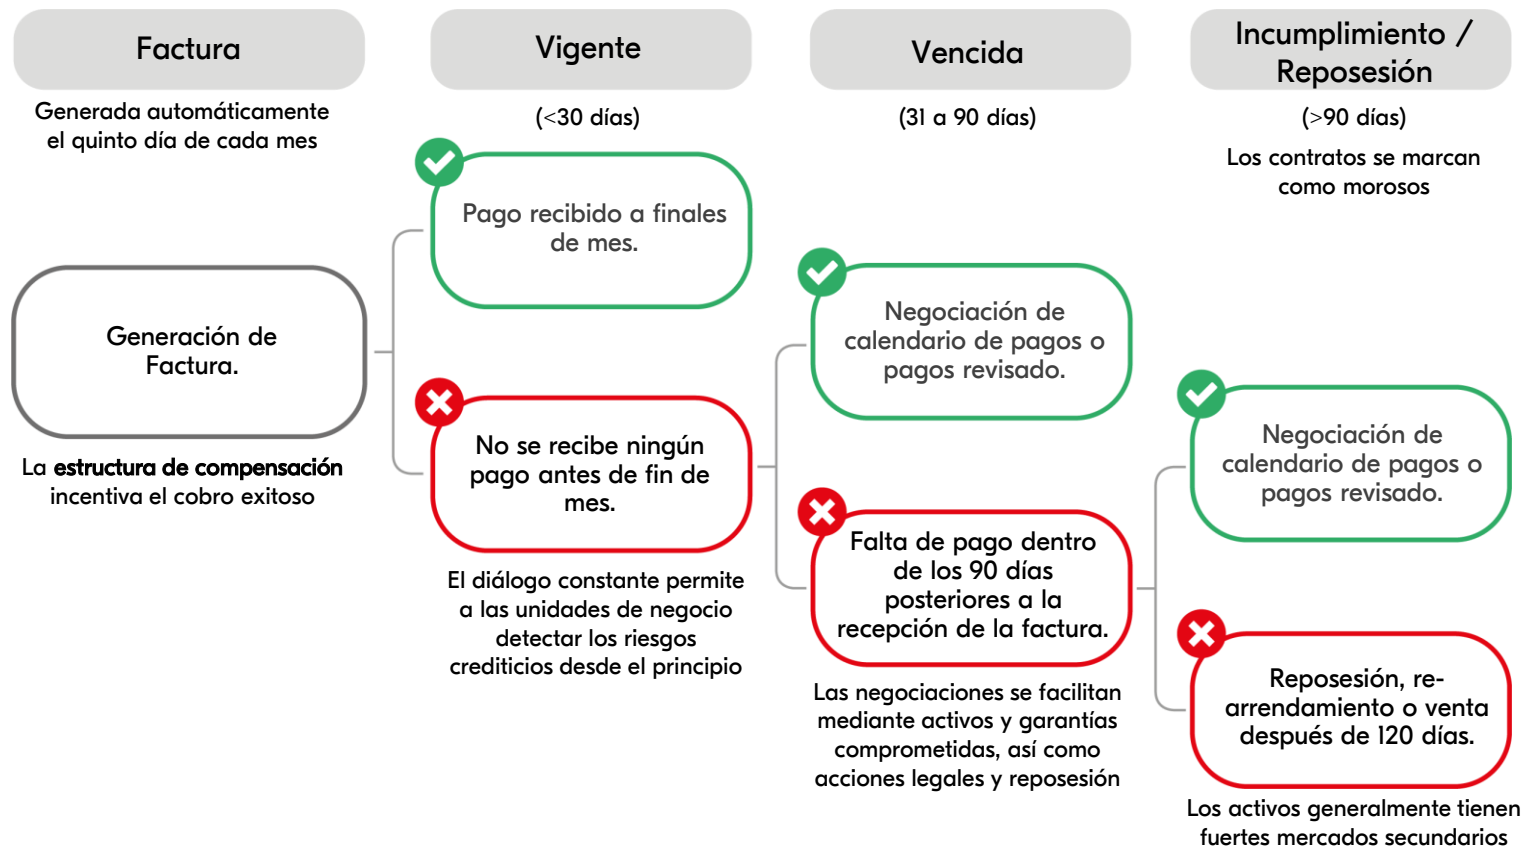 Factura
Generada automáticamente
el quinto día de cada mes
Generación de
Factura.
La estructura de compensación
incentiva el cobro exitoso
Vigente
(<30 días)
Pago recibido a finales
de mes.
No se recibe ningún
pago antes de fin de
mes.
El diálogo constante permite
a las unidades de negocio
detectar los riesgos
crediticios desde el principio
Vencida
(31 a 90 días)
Negociación de
calendario de pagos o
pagos revisado.
Falta de pago dentro
de los 90 días
posteriores a la
recepción de la factura.
Las negociaciones se facilitan
mediante activos y garantías
comprometidas, así como
acciones legales y reposesión
Incumplimiento /
Reposesión
(>90 días)
Los contratos se marcan
como morosos
Negociación de
calendario de pagos o
pagos revisado.
Reposesión, re-
arrendamiento o venta
después de 120 días.
Los activos generalmente tienen
fuertes mercados secundarios